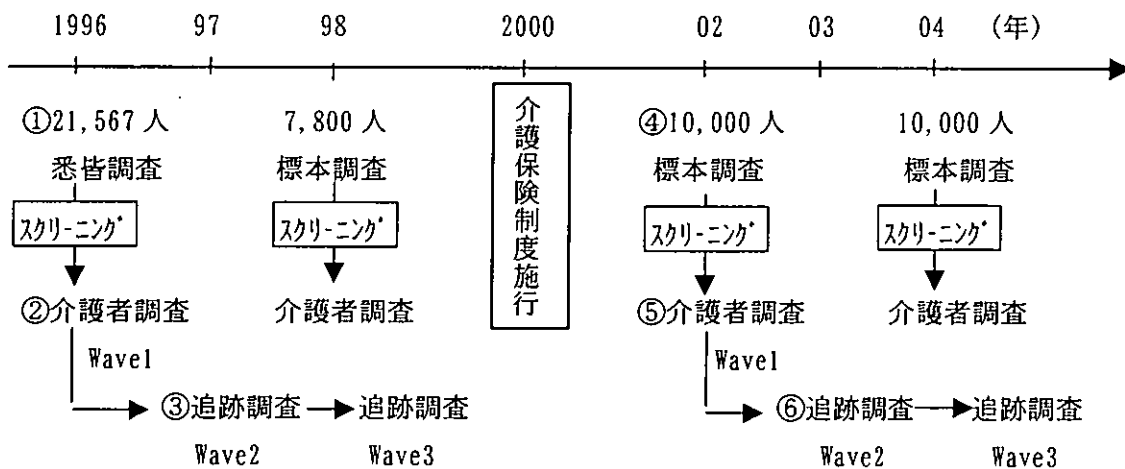 1996 97 98 2000 02 03 04 (年)
①21,567人 7,800人 ④10,000人 10,000人
悉皆調査 標本調査 標本調査 標本調査
スクリーニング スクリーニング スクリーニング スクリーニング
介護保険制度施行
②介護者調査 介護者調査 ⑤介護者調査 介護者調査
Wave1 Wave1
③追跡調査 追跡調査 ⑥追跡調査 追跡調査
Wave2 Wave3 Wave2 Wave3